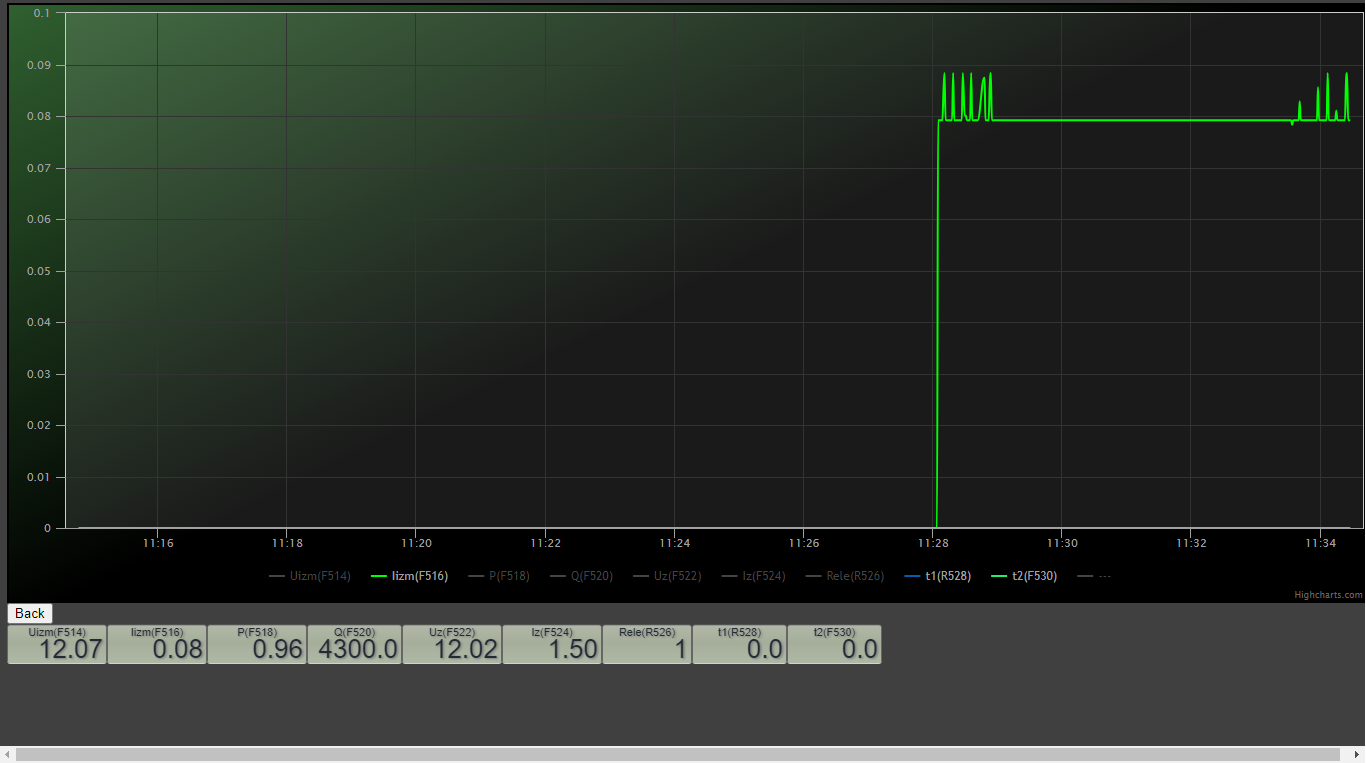 0.1
0.09
0.08
0.07
0.06
0.05
0.04
0.03
0.02
0.01
0
11:16 11:18 11:20 11:22 11:24 11:26 11:28 11:30 11:32 11:34
Uizm(F514) Iizm(F516) P(F518) Q(F520) Uz(F522) Iz(F524) Rele(R526) t1(R528) t2(F530) ---
Highcharts.com
Back
Uizm(F514) Iizm(F516) P(F518) Q(F520) Uz(F522) Iz(F524) Rele(R526) t1(R528) t2(F530)
12.07 0.08 0.96 4300.0 12.02 1.50 1 0.0 0.0